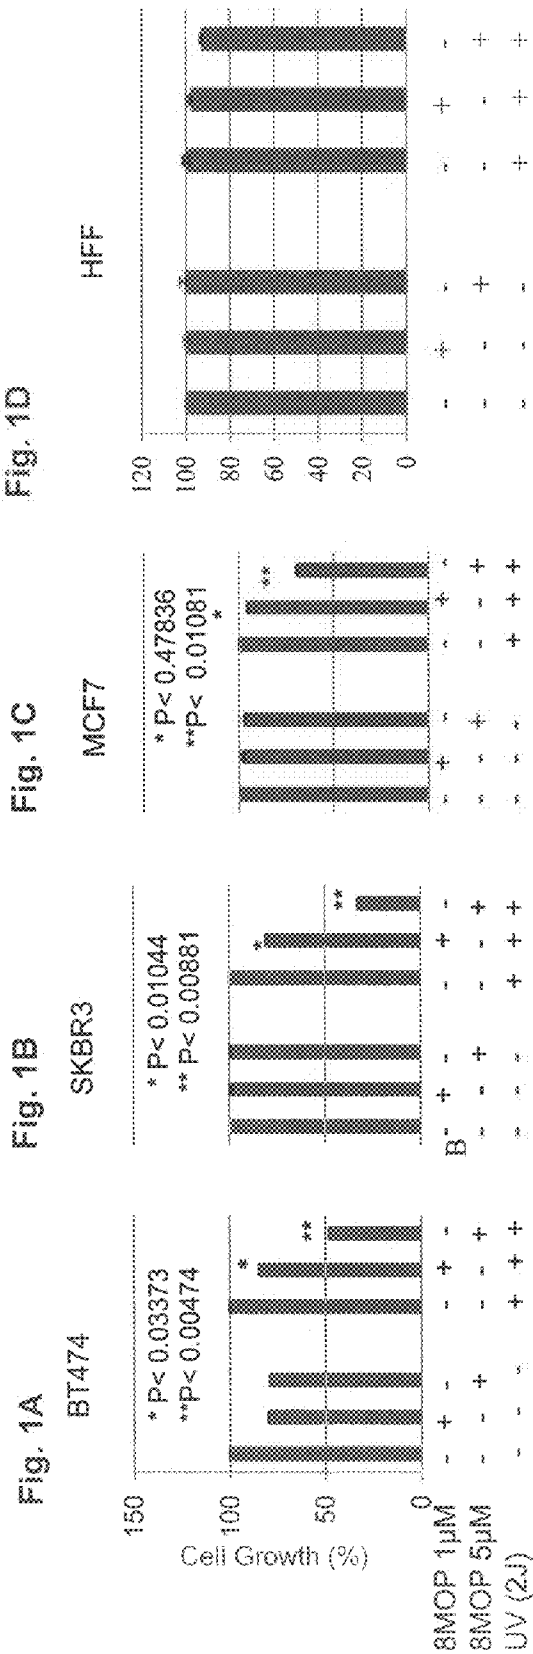 Fig. 1A
BT474
* P< 0.03373
**P< 0.00474
150
100
50
0
Cell Growth (%)
8MOP 1µM - + - - + -
8MOP 5µM - - + - - +
UV (2J) - - - + + +
Fig. 1B
SKBR3
* P< 0.01044
** P< 0.00881
*
**
B
- + - - + -
- - + - - +
- - - + + +
Fig. 1C
MCF7
* P< 0.47836
**P< 0.01081
*
**
- + - - + -
- - + - - +
- - - + + +
Fig. 1D
HFF
120
100
80
60
40
20
0
- + - - + -
- - + - - +
- - - + + +